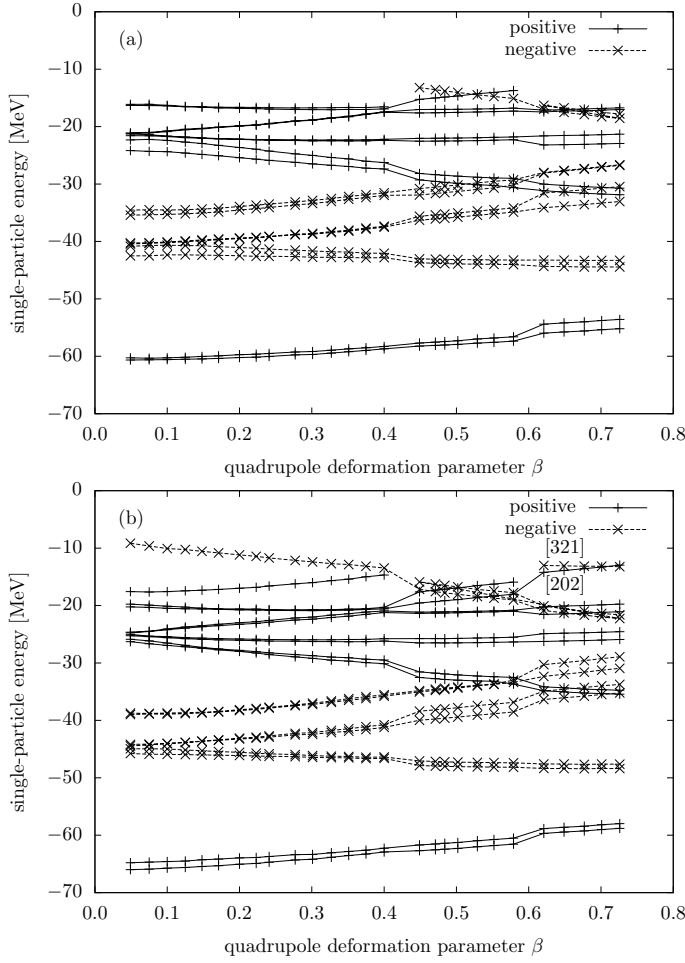 0
−10
−20
−30
−40
−50
−60
−70
0.0 0.1 0.2 0.3 0.4 0.5 0.6 0.7 0.8
single-particle energy [MeV]
quadrupole deformation parameter β
(a)
positive
negative
0
−10
−20
−30
−40
−50
−60
−70
0.0 0.1 0.2 0.3 0.4 0.5 0.6 0.7 0.8
single-particle energy [MeV]
quadrupole deformation parameter β
(b)
positive
negative
[321]
[202]